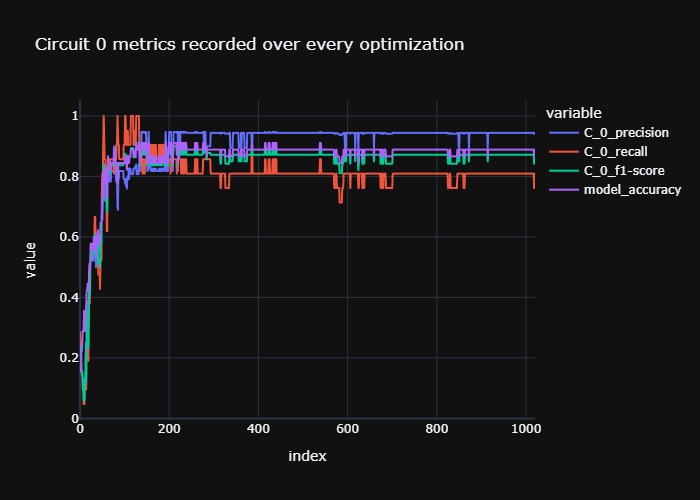 Circuit 0 metrics recorded over every optimization
variable
C_0_precision
C_0_recall
C_0_f1-score
model_accuracy
value
1
0.8
0.6
0.4
0.2
0
0 200 400 600 800 1000
index